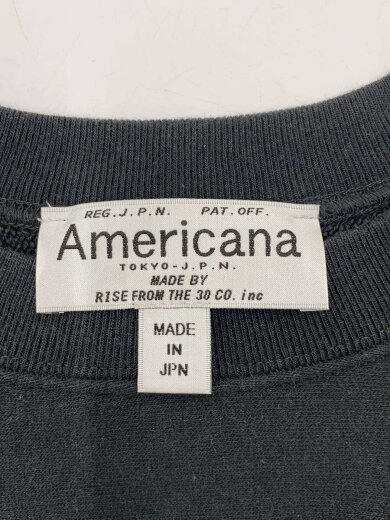 REG.J.P.N. PAT.OFF.
Americana
TOKYO-J.P.N.
MADE BY
RISE FROM THE 30 CO. inc
MADE
IN
JPN